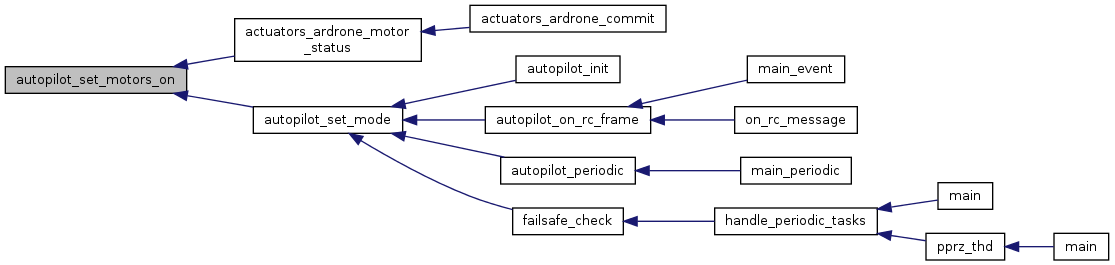 autopilot_set_motors_on
actuators_ardrone_motor
_status
actuators_ardrone_commit
autopilot_set_mode
autopilot_init
autopilot_on_rc_frame
main_event
on_rc_message
autopilot_periodic
main_periodic
failsafe_check
handle_periodic_tasks
main
pprz_thd
main